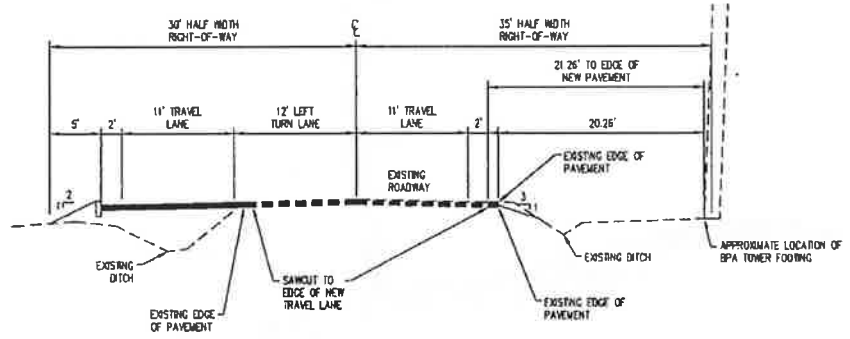 30' HALF WIDTH
RIGHT-OF-WAY
℄
35' HALF WIDTH
RIGHT-OF-WAY
21.26' TO EDGE OF
NEW PAVEMENT
5'
2'
11' TRAVEL
LANE
12' LEFT
TURN LANE
11' TRAVEL
LANE
2'
20.26'
EXISTING EDGE OF
PAVEMENT
EXISTING
ROADWAY
2
1
3
1
EXISTING
DITCH
SAWCUT TO
EDGE OF NEW
TRAVEL LANE
EXISTING DITCH
APPROXIMATE LOCATION OF
BPA TOWER FOOTING
EXISTING EDGE
OF PAVEMENT
EXISTING EDGE OF
PAVEMENT